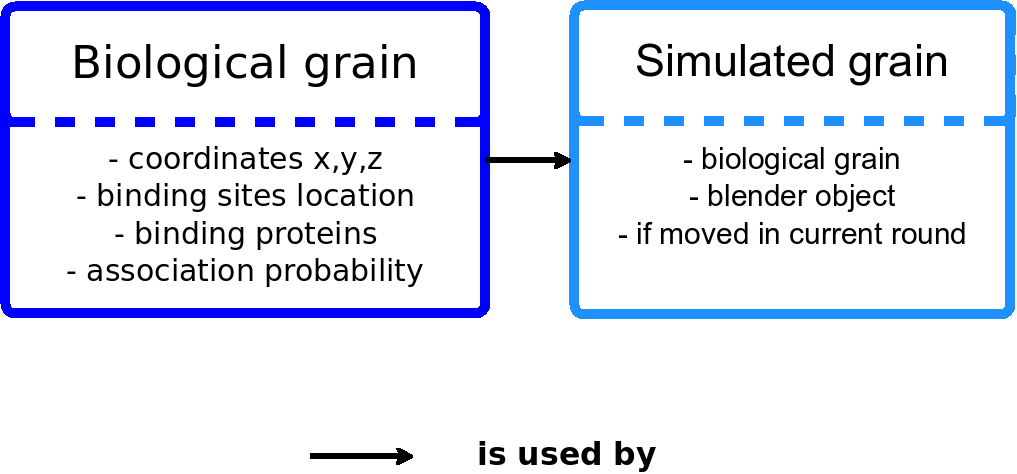 Biological grain
- coordinates x,y,z
- binding sites location
- binding proteins
- association probability
Simulated grain
- biological grain
- blender object
- if moved in current round
is used by